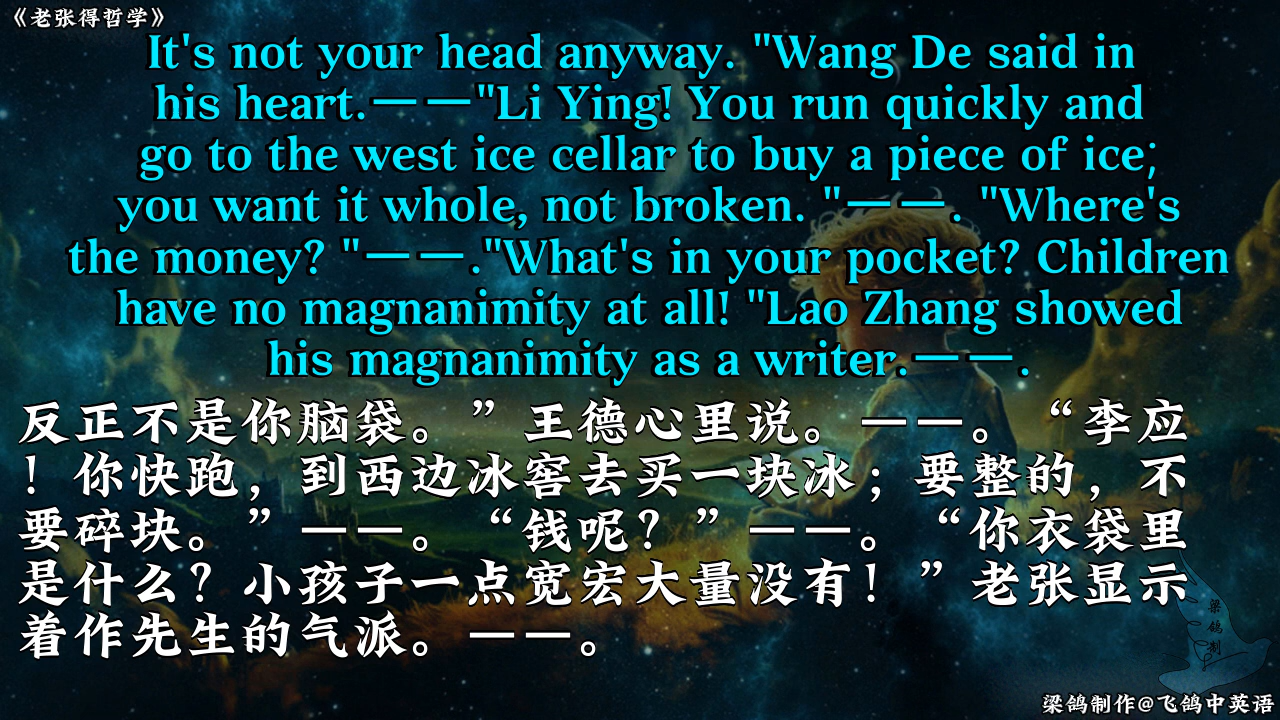 《老张得哲学》
It's not your head anyway. "Wang De said in
his heart.——"Li Ying! You run quickly and
go to the west ice cellar to buy a piece of ice;
you want it whole, not broken. "——. "Where's
the money? "——."What's in your pocket? Children
have no magnanimity at all! "Lao Zhang showed
his magnanimity as a writer.——.
反正不是你脑袋。”王德心里说。——。“李应
！你快跑，到西边冰窖去买一块冰；要整的，不
要碎块。”——。“钱呢？”——。“你衣袋里
是什么？小孩子一点宽宏大量没有！”老张显示
着作先生的气派。——。
梁鸽制
梁鸽制作@飞鸽中英语